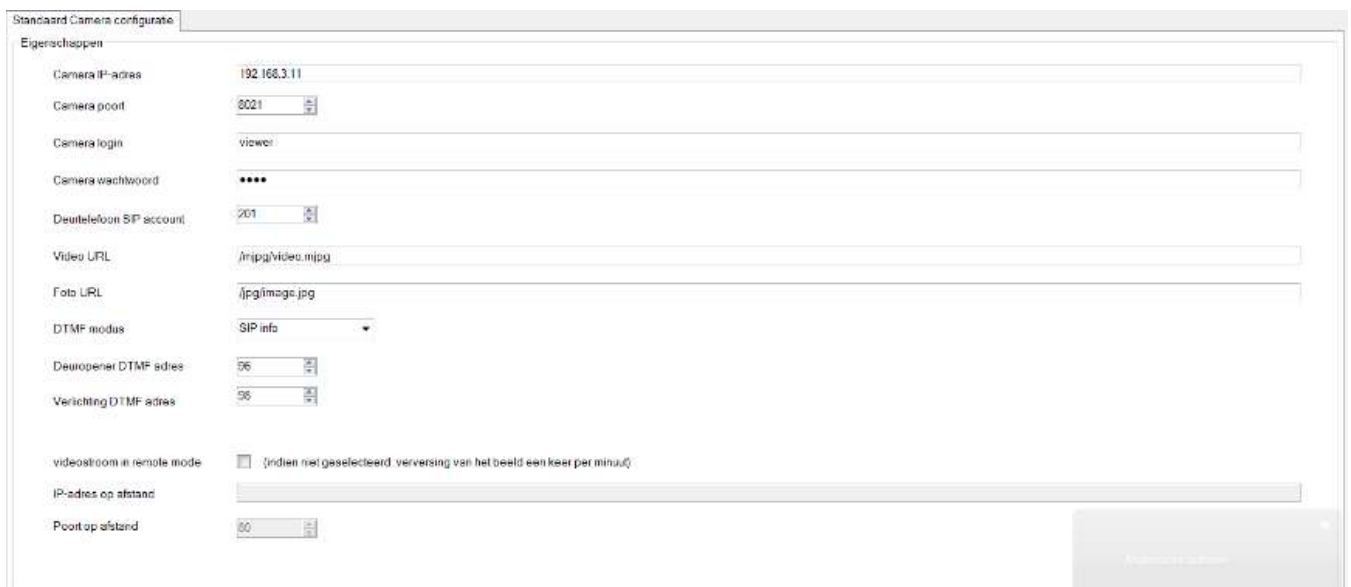 Standaard Camera configuratie
Eigenschappen
Camera IP-adres 192.168.3.11
Camera poort 8021
Camera login viewer
Camera wachtwoord ••••
Deurtelefoon SIP account 201
Video URL /mjpg/video.mjpg
Foto URL /jpg/image.jpg
DTMF modus SIP info
Deuropener DTMF adres 96
Verlichting DTMF adres 98
videostroom in remote mode (indien niet geselecteerd verversing van het beeld een keer per minuut)
IP-adres op afstand
Poort op afstand 80